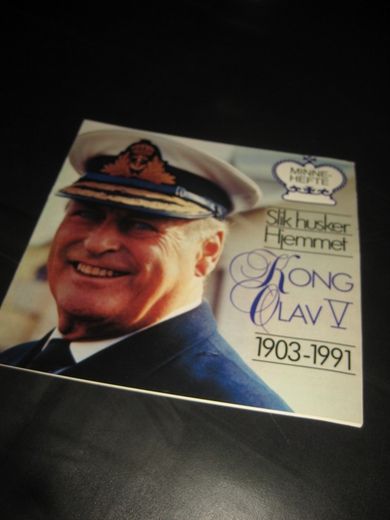 MINNE-
HEFTE
Slik husker
Hjemmet
KONG
OLAV V
1903-1991